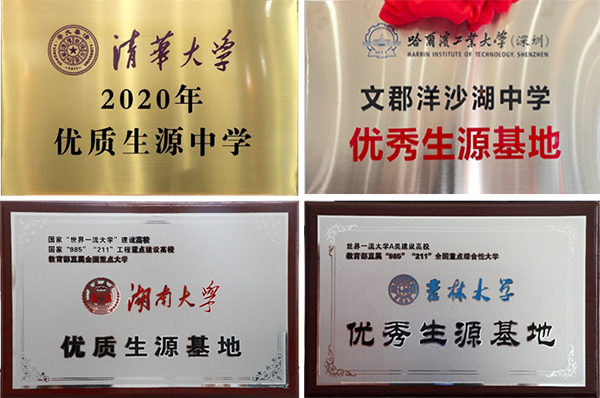 清華大学
2020年
优质生源中学
哈爾濱工業大學(深圳)
HARBIN INSTITUTE OF TECHNOLOGY, SHENZHEN
文郡洋沙湖中学
优秀生源基地
国家“世界一流大学”建设高校
国家“985”“211”工程重点建设高校
教育部直属全国重点大学
湖南大學
优质生源基地
世界一流大学A类建设高校
教育部直属“985”“211”全国重点综合性大学
吉林大学
优秀生源基地